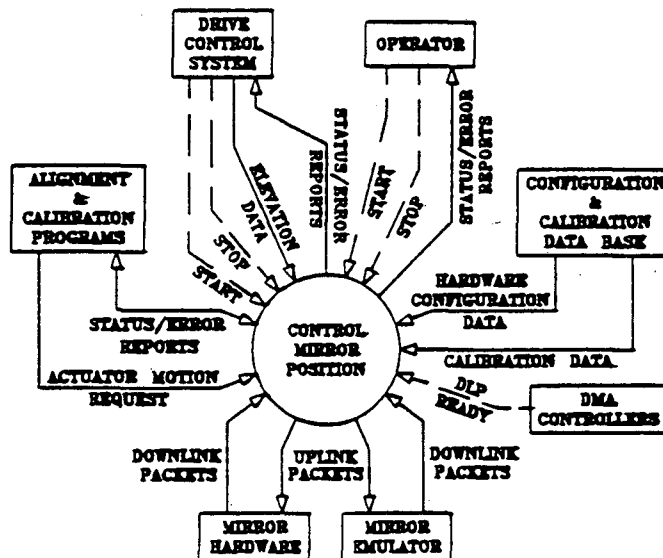 DRIVE
CONTROL
SYSTEM
OPERATOR
ALIGNMENT
&
CALIBRATION
PROGRAMS
CONFIGURATION
&
CALIBRATION
DATA BASE
START
STOP
ELEVATION
DATA
STATUS/ERROR
REPORTS
START
STOP
STATUS/ERROR
REPORTS
HARDWARE
CONFIGURATION
DATA
STATUS/ERROR
REPORTS
CONTROL
MIRROR
POSITION
CALIBRATION DATA
ACTUATOR MOTION
REQUEST
DLP
READY
DMA
CONTROLLERS
DOWNLINK
PACKETS
UPLINK
PACKETS
DOWNLINK
PACKETS
MIRROR
HARDWARE
MIRROR
EMULATOR